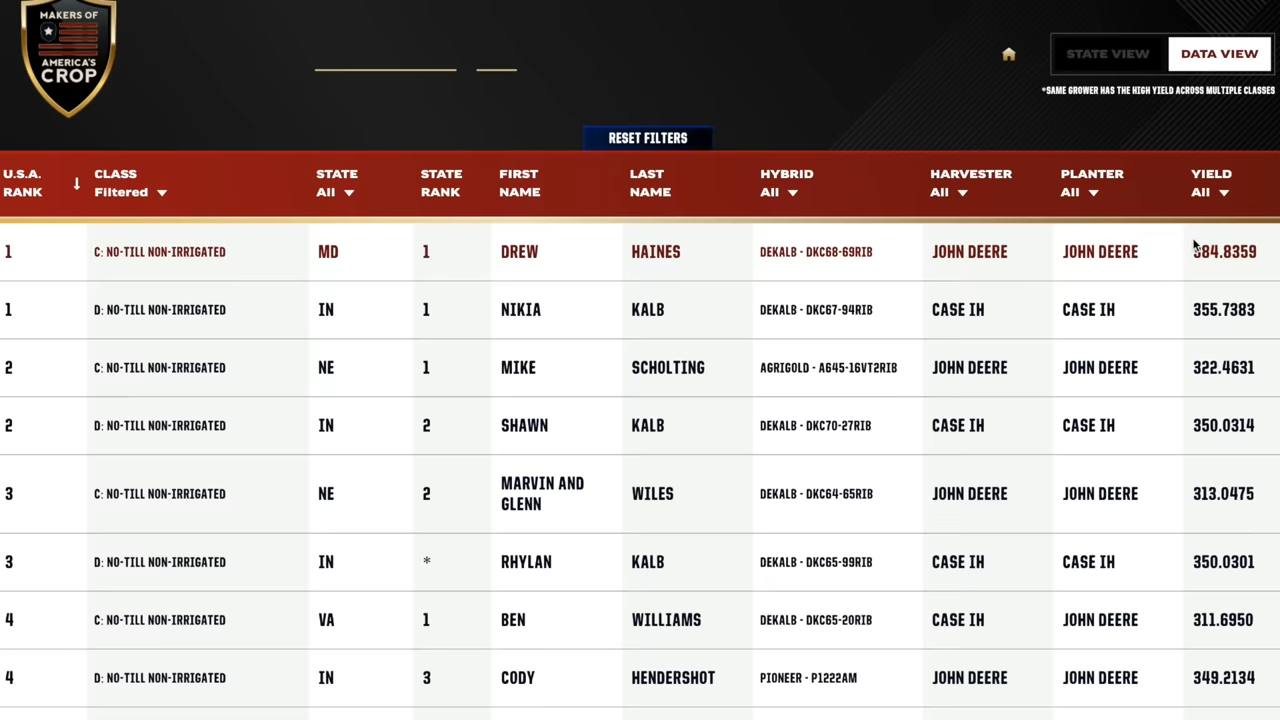 MAKERS OF
AMERICA'S
CROP
STATE VIEW
DATA VIEW
*SAME GROWER HAS THE HIGH YIELD ACROSS MULTIPLE CLASSES
RESET FILTERS
U.S.A. RANK ↓ CLASS Filtered STATE All STATE RANK FIRST NAME LAST NAME HYBRID All HARVESTER All PLANTER All YIELD All
1 C: NO-TILL NON-IRRIGATED MD 1 DREW HAINES DEKALB - DKC68-69RIB JOHN DEERE JOHN DEERE
1 D: NO-TILL NON-IRRIGATED IN 1 NIKIA KALB DEKALB - DKC67-94RIB CASE IH CASE IH 355.7383
2 C: NO-TILL NON-IRRIGATED NE 1 MIKE SCHOLTING AGRIGOLD - A645-16VT2RIB JOHN DEERE JOHN DEERE 322.4631
2 D: NO-TILL NON-IRRIGATED IN 2 SHAWN KALB DEKALB - DKC70-27RIB CASE IH CASE IH 350.0314
3 C: NO-TILL NON-IRRIGATED NE 2 MARVIN AND GLENN WILES DEKALB - DKC64-65RIB JOHN DEERE JOHN DEERE 313.0475
3 D: NO-TILL NON-IRRIGATED IN * RHYLAN KALB DEKALB - DKC65-99RIB CASE IH CASE IH 350.0301
4 C: NO-TILL NON-IRRIGATED VA 1 BEN WILLIAMS DEKALB - DKC65-20RIB CASE IH JOHN DEERE 311.6950
4 D: NO-TILL NON-IRRIGATED IN 3 CODY HENDERSHOT PIONEER - P1222AM JOHN DEERE JOHN DEERE 349.2134